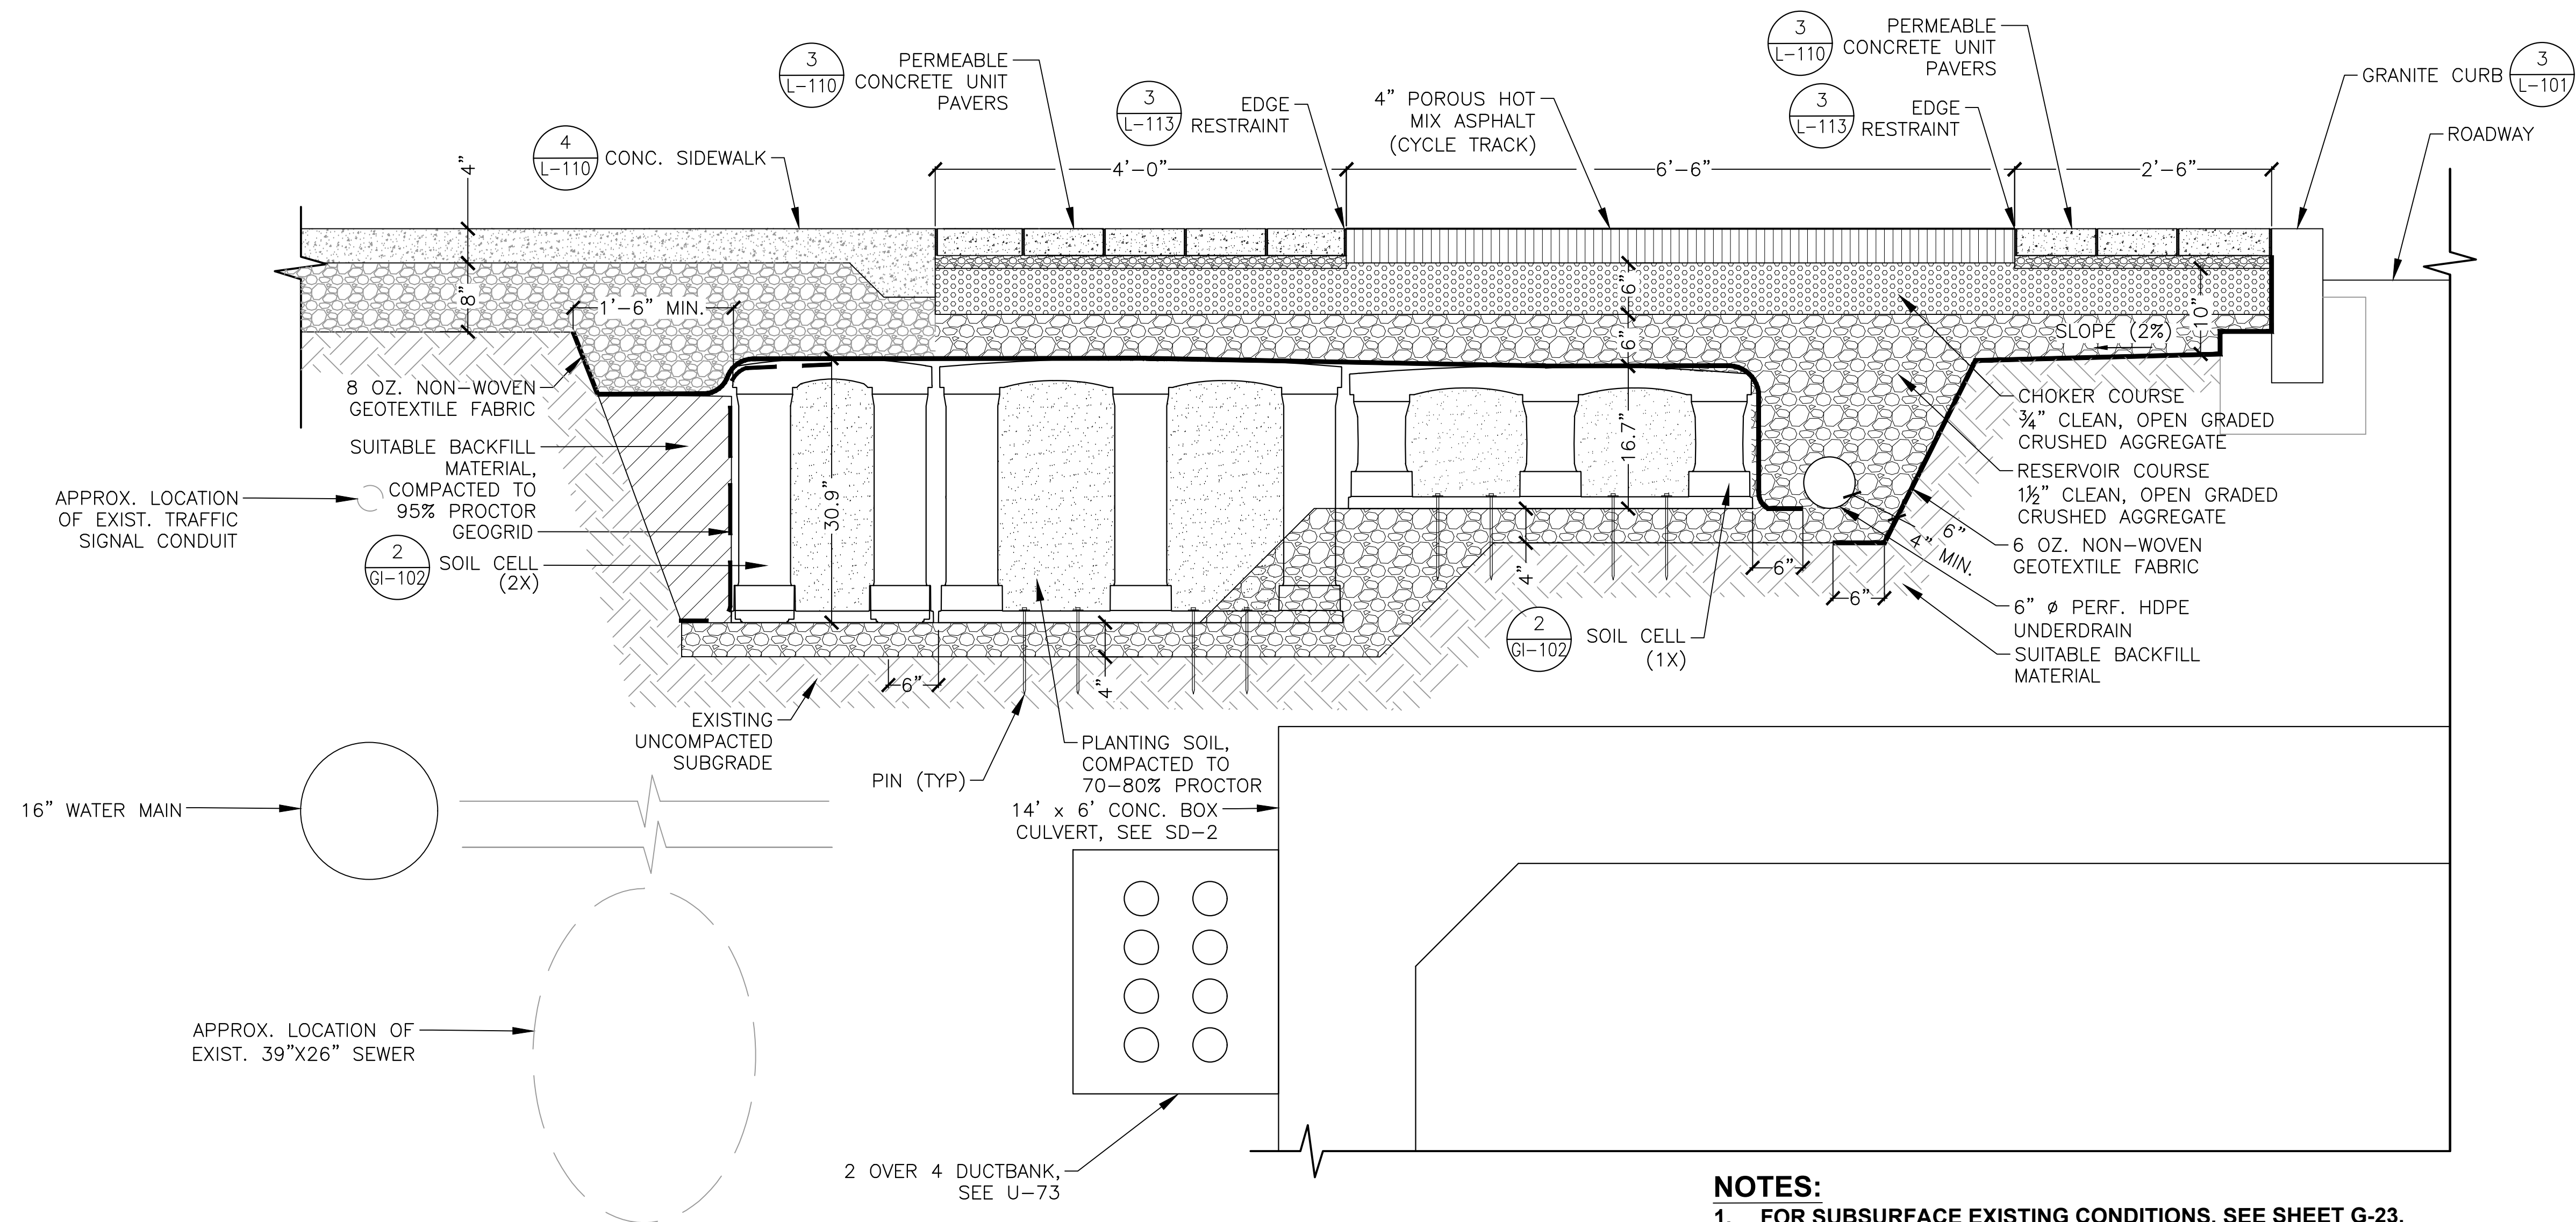 3
L-110
PERMEABLE
CONCRETE UNIT
PAVERS
3
L-113
EDGE
RESTRAINT
4" POROUS HOT
MIX ASPHALT
(CYCLE TRACK)
3
L-110
PERMEABLE
CONCRETE UNIT
PAVERS
3
L-113
EDGE
RESTRAINT
GRANITE CURB
3
L-101
ROADWAY
4
L-110
CONC. SIDEWALK
4"
4'-0"
6'-6"
2'-6"
8"
1'-6" MIN.
6"
6"
10"
SLOPE (2%)
8 OZ. NON-WOVEN
GEOTEXTILE FABRIC
SUITABLE BACKFILL
MATERIAL,
COMPACTED TO
95% PROCTOR
GEOGRID
APPROX. LOCATION
OF EXIST. TRAFFIC
SIGNAL CONDUIT
2
GI-102
SOIL CELL
(2X)
30.9"
16.7"
CHOKER COURSE
¾" CLEAN, OPEN GRADED
CRUSHED AGGREGATE
RESERVOIR COURSE
1½" CLEAN, OPEN GRADED
CRUSHED AGGREGATE
6"
4" MIN.
6 OZ. NON-WOVEN
GEOTEXTILE FABRIC
6" ø PERF. HDPE
UNDERDRAIN
SUITABLE BACKFILL
MATERIAL
4"
6"
6"
2
GI-102
SOIL CELL
(1X)
6"
4"
EXISTING
UNCOMPACTED
SUBGRADE
PIN (TYP)
PLANTING SOIL,
COMPACTED TO
70-80% PROCTOR
14' x 6' CONC. BOX
CULVERT, SEE SD-2
16" WATER MAIN
APPROX. LOCATION OF
EXIST. 39"X26" SEWER
2 OVER 4 DUCTBANK,
SEE U-73
NOTES:
1. FOR SUBSURFACE EXISTING CONDITIONS, SEE SHEET G-23.